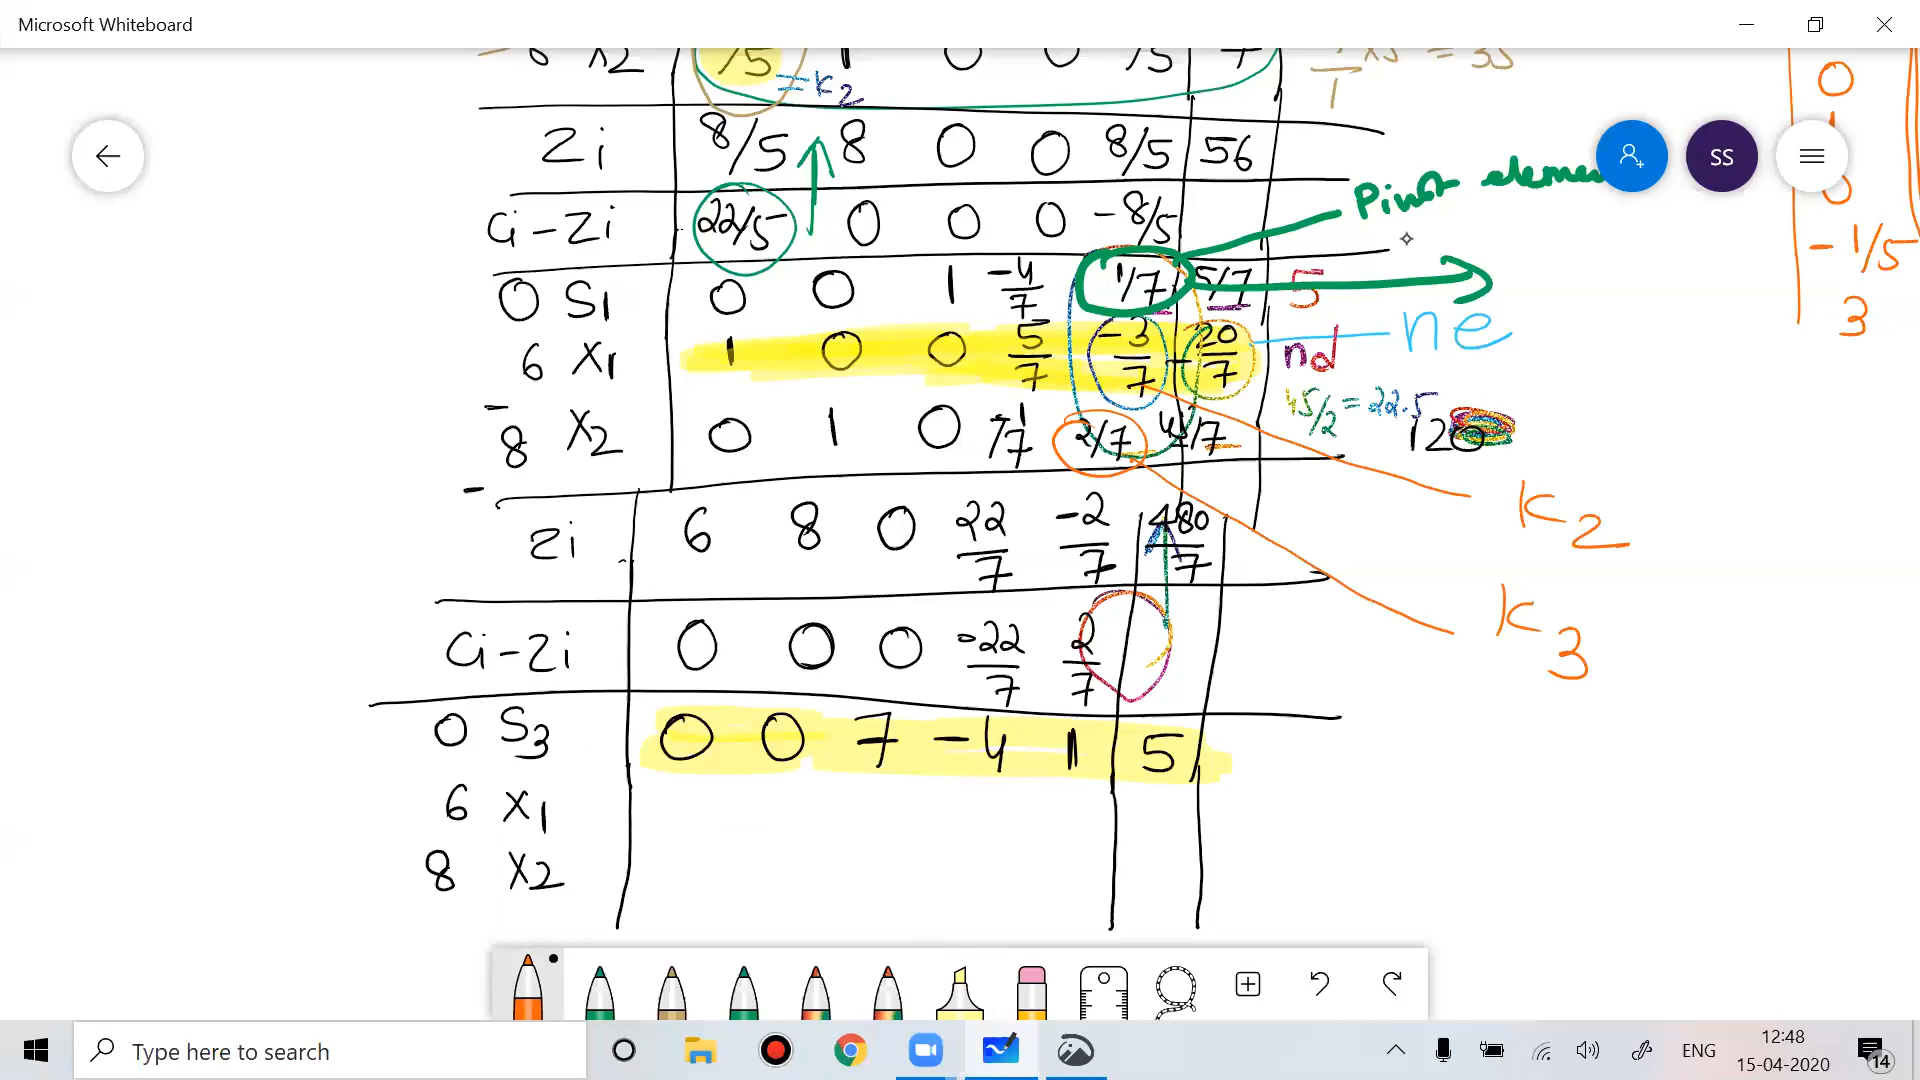 Microsoft Whiteboard
8 X2 /5 1 0 0 /5 7 = 35
= K2
0
Zi 8/5 8 0 0 8/5 56
SS
Pivot eleme
Ci-Zi 22/5 0 0 0 -8/5
-1/5
0 S1 0 0 1 -4/7 1/7 5/7 5
3
6 X1 1 0 0 5/7 -3/7 20/7 nd ne
45/2 = 22.5
8 X2 0 1 0 -1/7 2/7 45/7 120
K2
Zi 6 8 0 22/7 -2/7 480/7
K3
Ci-Zi 0 0 0 -22/7 2/7
0 S3 0 0 7 -4 1 5
6 X1
8 X2
Type here to search
ENG
12:48
15-04-2020
14